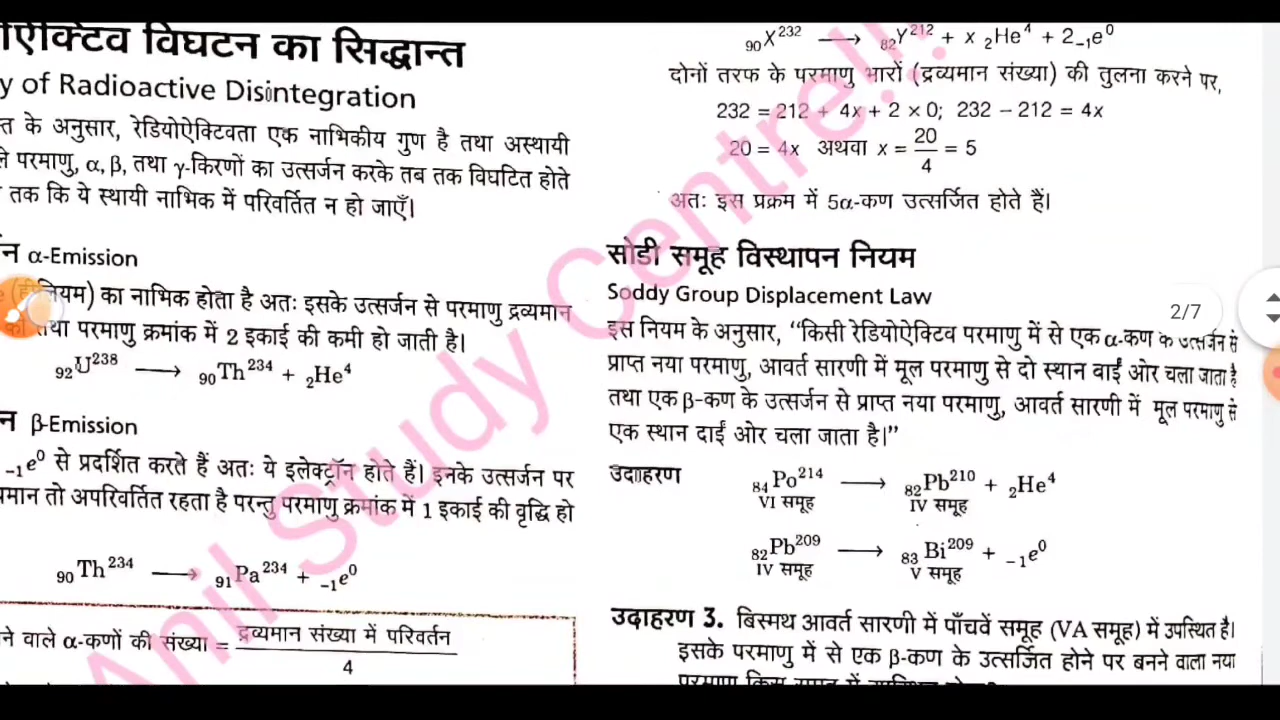 ऐक्टिव विघटन का सिद्धान्त
y of Radioactive Disintegration
त के अनुसार, रेडियोऐक्टिवता एक नाभिकीय गुण है तथा अस्थायी
परमाणु, α, β, तथा γ-किरणों का उत्सर्जन करके तब तक विघटित होते
तक कि ये स्थायी नाभिक में परिवर्तित न हो जाएँ।
न α-Emission
का नाभिक होता है अतः इसके उत्सर्जन से परमाणु द्रव्यमान
तथा परमाणु क्रमांक में 2 इकाई की कमी हो जाती है।
₉₂U²³⁸ ⟶ ₉₀Th²³⁴ + ₂He⁴
न β-Emission
₋₁e⁰ से प्रदर्शित करते हैं अतः ये इलेक्ट्रॉन होते हैं। इनके उत्सर्जन पर
मान तो अपरिवर्तित रहता है परन्तु परमाणु क्रमांक में 1 इकाई की वृद्धि हो
₉₀Th²³⁴ ⟶ ₉₁Pa²³⁴ + ₋₁e⁰
ने वाले α-कणों की संख्या = द्रव्यमान संख्या में परिवर्तन
4
₉₀X²³² ⟶ ₈₂Y²¹² + x ₂He⁴ + 2₋₁e⁰
दोनों तरफ के परमाणु भारों (द्रव्यमान संख्या) की तुलना करने पर,
232 = 212 + 4x + 2 × 0; 232 − 212 = 4x
20 = 4x अथवा x = 20/4 = 5
अतः इस प्रक्रम में 5α-कण उत्सर्जित होते हैं।
सोडी समूह विस्थापन नियम
Soddy Group Displacement Law
2/7
इस नियम के अनुसार, “किसी रेडियोऐक्टिव परमाणु में से एक α-कण के उत्सर्जन से
प्राप्त नया परमाणु, आवर्त सारणी में मूल परमाणु से दो स्थान बाईं ओर चला जाता है
तथा एक β-कण के उत्सर्जन से प्राप्त नया परमाणु, आवर्त सारणी में मूल परमाणु से
एक स्थान दाईं ओर चला जाता है।”
उदाहरण ₈₄Po²¹⁴ ⟶ ₈₂Pb²¹⁰ + ₂He⁴
VI समूह IV समूह
₈₂Pb²⁰⁹ ⟶ ₈₃Bi²⁰⁹ + ₋₁e⁰
IV समूह V समूह
उदाहरण 3. बिस्मथ आवर्त सारणी में पाँचवें समूह (VA समूह) में उपस्थित है।
इसके परमाणु में से एक β-कण के उत्सर्जित होने पर बनने वाला नया
Anil Study Centre!!